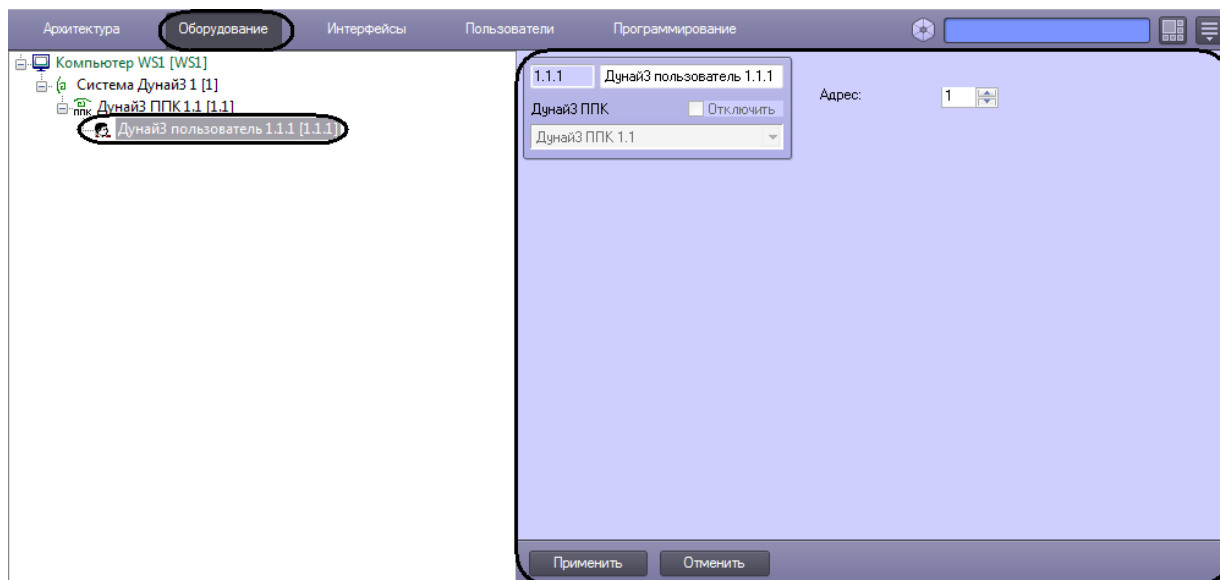 Архитектура Оборудование Интерфейсы Пользователи Программирование
Компьютер WS1 [WS1]
Система Дунай3 1 [1]
ппк Дунай3 ППК 1.1 [1.1]
Дунай3 пользователь 1.1.1 [1.1.1]
1.1.1 Дунай3 пользователь 1.1.1
Адрес: 1
Дунай3 ППК Отключить
Дунай3 ППК 1.1
Применить Отменить